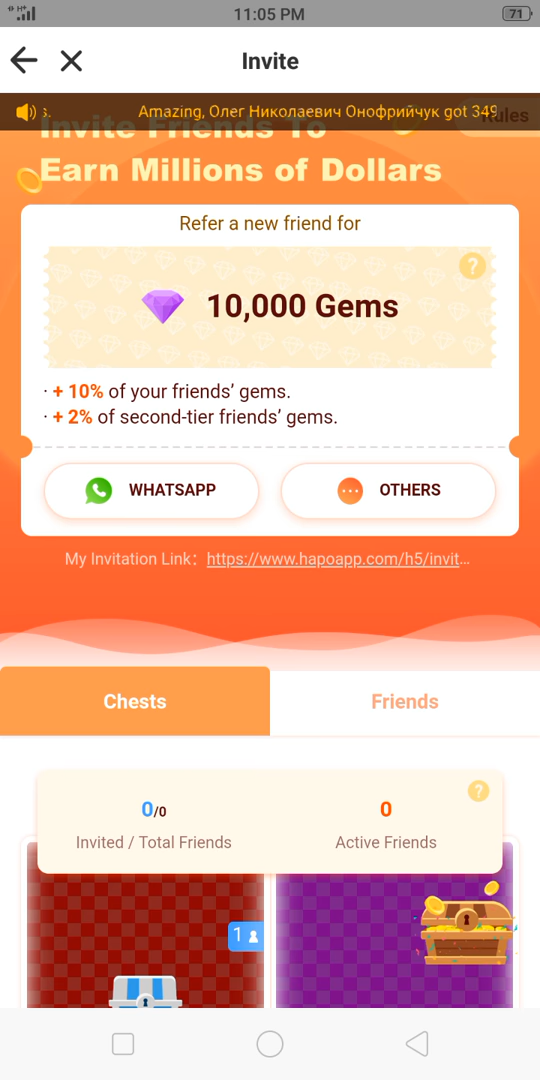 H+
11:05 PM
71
Invite
s. Amazing, Олег Николаевич Онофрийчук got 349
Rules
Invite Friends To
Earn Millions of Dollars
Refer a new friend for
?
10,000 Gems
· + 10% of your friends’ gems.
· + 2% of second-tier friends’ gems.
WHATSAPP
OTHERS
My Invitation Link: https://www.hapoapp.com/h5/invit...
Chests
Friends
?
0/0
0
Invited / Total Friends
Active Friends
1